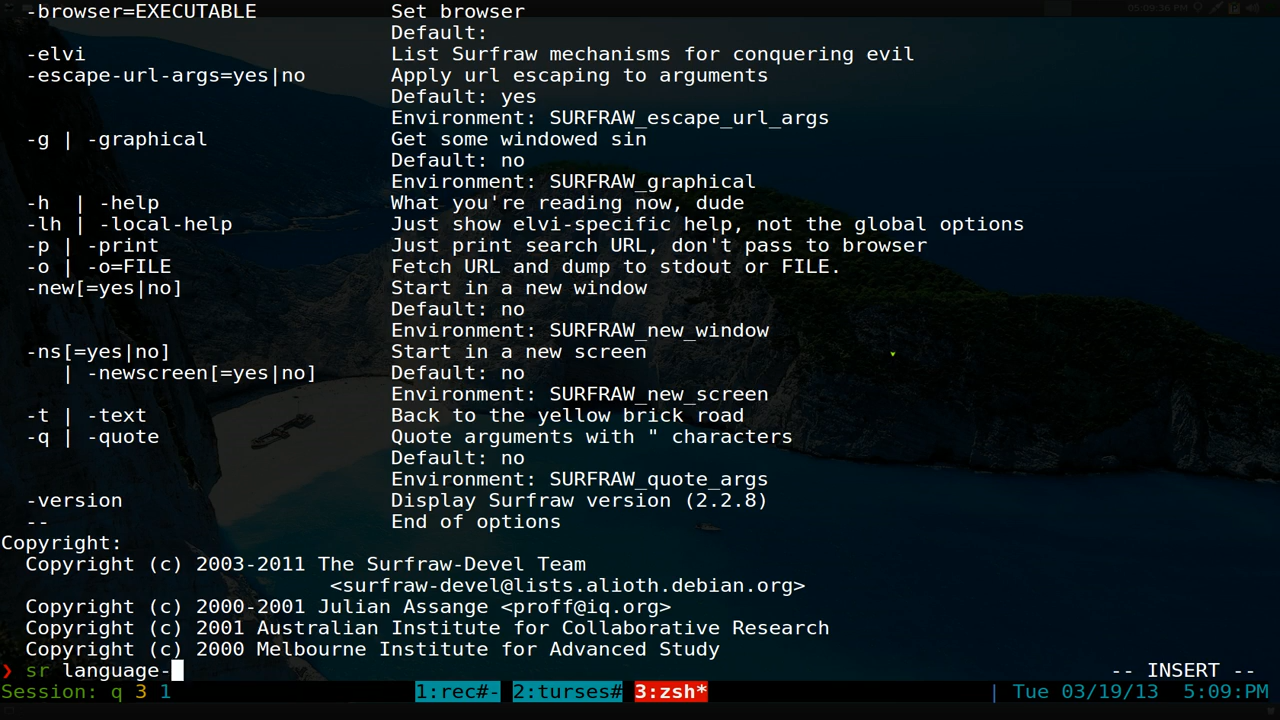 -browser=EXECUTABLE Set browser
Default:
-elvi List Surfraw mechanisms for conquering evil
-escape-url-args=yes|no Apply url escaping to arguments
Default: yes
Environment: SURFRAW_escape_url_args
-g | -graphical Get some windowed sin
Default: no
Environment: SURFRAW_graphical
-h | -help What you're reading now, dude
-lh | -local-help Just show elvi-specific help, not the global options
-p | -print Just print search URL, don't pass to browser
-o | -o=FILE Fetch URL and dump to stdout or FILE.
-new[=yes|no] Start in a new window
Default: no
Environment: SURFRAW_new_window
-ns[=yes|no] Start in a new screen
| -newscreen[=yes|no] Default: no
Environment: SURFRAW_new_screen
-t | -text Back to the yellow brick road
-q | -quote Quote arguments with " characters
Default: no
Environment: SURFRAW_quote_args
-version Display Surfraw version (2.2.8)
-- End of options
Copyright:
Copyright (c) 2003-2011 The Surfraw-Devel Team
<surfraw-devel@lists.alioth.debian.org>
Copyright (c) 2000-2001 Julian Assange <proff@iq.org>
Copyright (c) 2001 Australian Institute for Collaborative Research
Copyright (c) 2000 Melbourne Institute for Advanced Study
❯ sr language- -- INSERT --
Session: q 3 1 1:rec#- 2:turses# 3:zsh* | Tue 03/19/13 5:09:PM